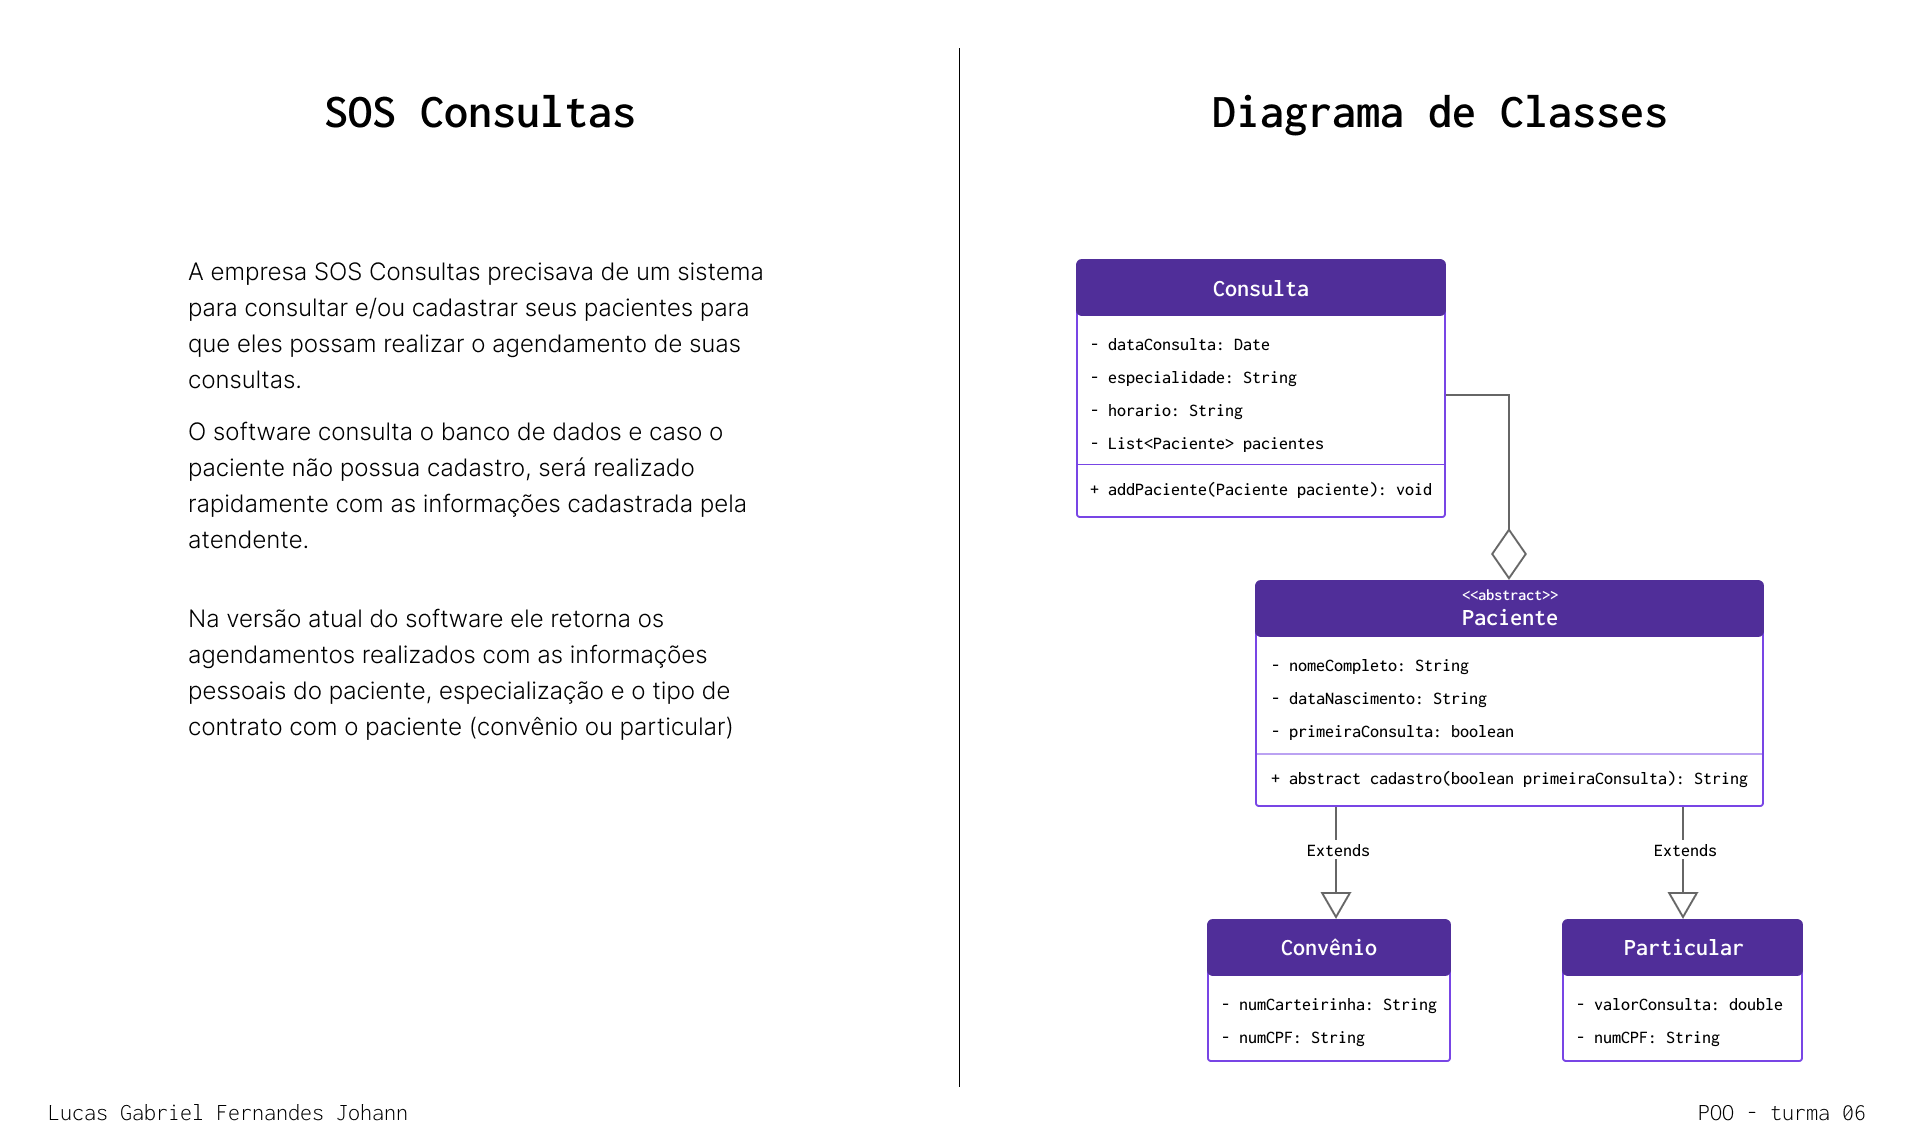 SOS Consultas
A empresa SOS Consultas precisava de um sistema
para consultar e/ou cadastrar seus pacientes para
que eles possam realizar o agendamento de suas
consultas.
O software consulta o banco de dados e caso o
paciente não possua cadastro, será realizado
rapidamente com as informações cadastrada pela
atendente.
Na versão atual do software ele retorna os
agendamentos realizados com as informações
pessoais do paciente, especialização e o tipo de
contrato com o paciente (convênio ou particular)
Diagrama de Classes
Consulta
- dataConsulta: Date
- especialidade: String
- horario: String
- List<Paciente> pacientes
+ addPaciente(Paciente paciente): void
<<abstract>>
Paciente
- nomeCompleto: String
- dataNascimento: String
- primeiraConsulta: boolean
+ abstract cadastro(boolean primeiraConsulta): String
Extends
Extends
Convênio
- numCarteirinha: String
- numCPF: String
Particular
- valorConsulta: double
- numCPF: String
Lucas Gabriel Fernandes Johann
POO - turma 06